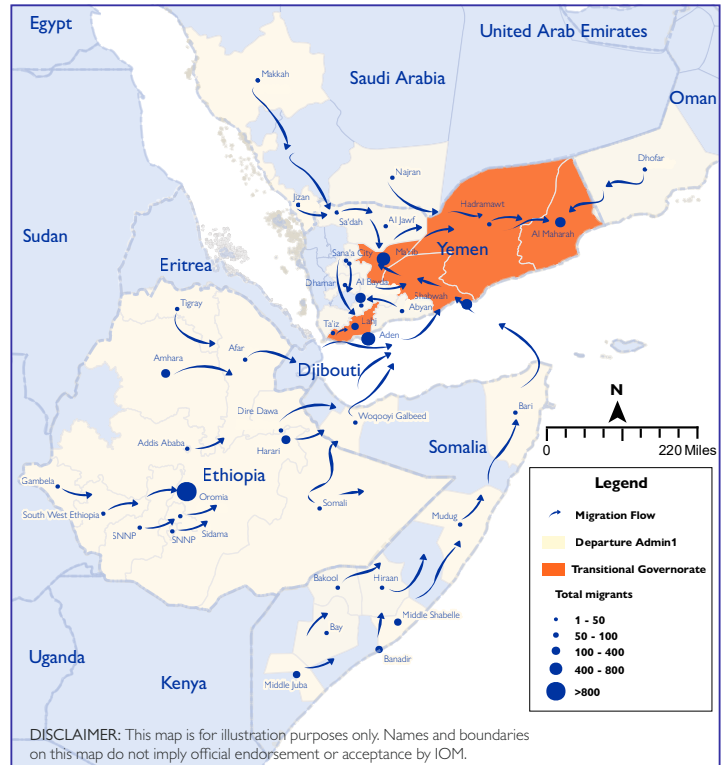 Egypt
United Arab Emirates
Makkah
Saudi Arabia
Oman
Dhofar
Najran
Jizan
Hadramawt
Sa'dah
Al Jawf
Al Maharah
Sudan
Yemen
Sana'a City
Ma'rib
Eritrea
Dhamar
Al Bayda
Shabwah
Tigray
Abyan
Ta'iz
Lahj
Aden
Afar
Amhara
Djibouti
N
Dire Dawa
Bari
Woqooyi Galbeed
Addis Ababa
Harari
Somalia
0 220 Miles
Gambela
Ethiopia
Oromia
Somali
South West Ethiopia
Mudug
SNNP
SNNP
Sidama
Legend
Migration Flow
Departure Admin1
Transitional Governorate
Total migrants
1 - 50
50 - 100
100 - 400
400 - 800
>800
Bakool
Hiraan
Middle Shabelle
Bay
Uganda
Banadir
Kenya
Middle Juba
DISCLAIMER: This map is for illustration purposes only. Names and boundaries
on this map do not imply official endorsement or acceptance by IOM.